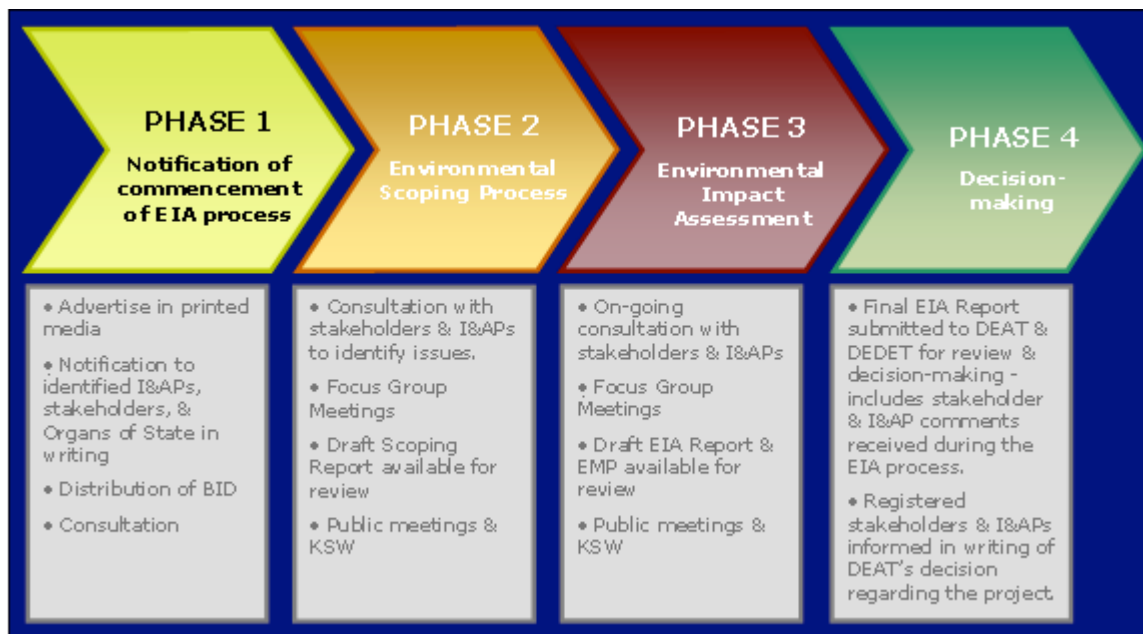 PHASE 1
Notification of
commencement
of EIA process
• Advertise in printed
media
• Notification to
identified I&APs,
stakeholders, &
Organs of State in
writing
• Distribution of BID
• Consultation
PHASE 2
Environmental
Scoping Process
• Consultation with
stakeholders & I&APs
to identify issues.
• Focus Group
Meetings
• Draft Scoping
Report available for
review
• Public meetings &
KSW
PHASE 3
Environmental
Impact
Assessment
• On-going
consultation with
stakeholders & I&APs
• Focus Group
Meetings
• Draft EIA Report &
EMP available for
review
• Public meetings &
KSW
PHASE 4
Decision-
making
• Final EIA Report
submitted to DEAT &
DEDET for review &
decision-making -
includes stakeholder
& I&AP comments
received during the
EIA process.
• Registered
stakeholders & I&APs
informed in writing of
DEAT's decision
regarding the project.